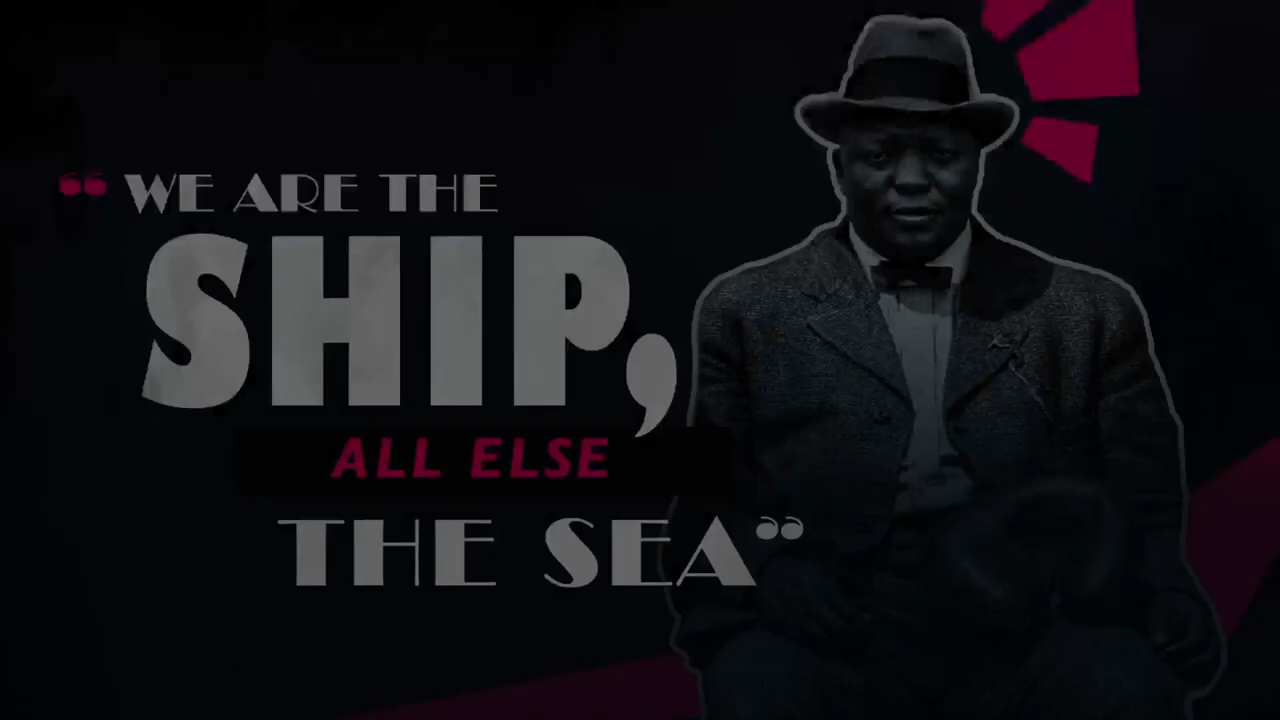 “ WE ARE THE
SHIP,
ALL ELSE
THE SEA”